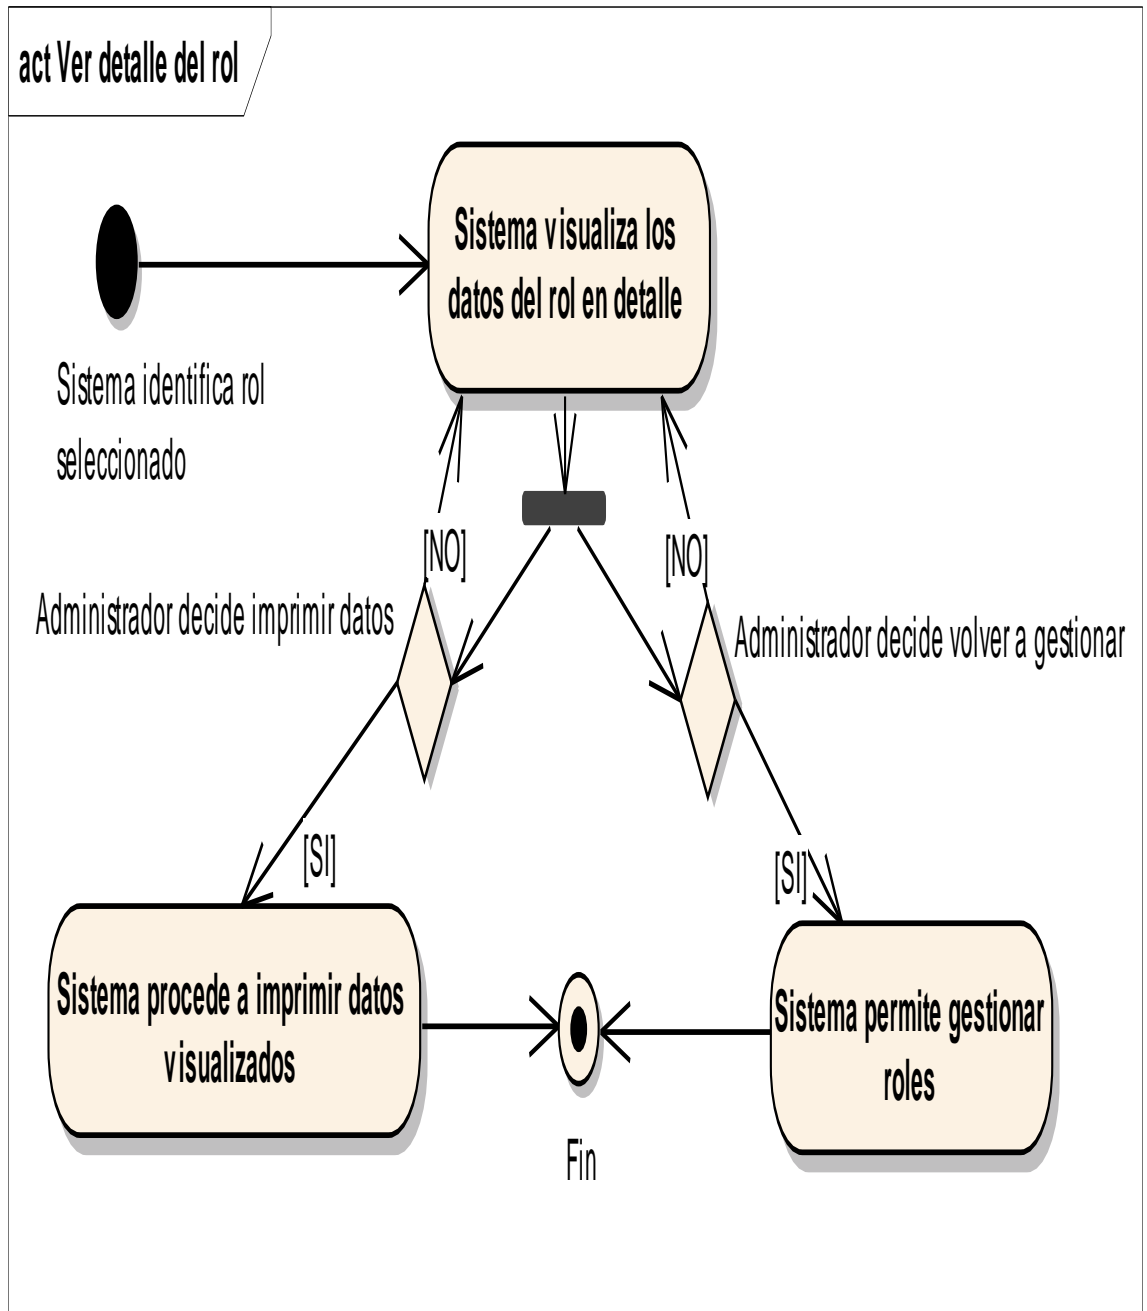 act Ver detalle del rol
Sistema visualiza los
datos del rol en detalle
Sistema identifica rol
seleccionado
[NO]
[NO]
Administrador decide imprimir datos
Administrador decide volver a gestionar
[SI]
[SI]
Sistema procede a imprimir datos
visualizados
Sistema permite gestionar
roles
Fin